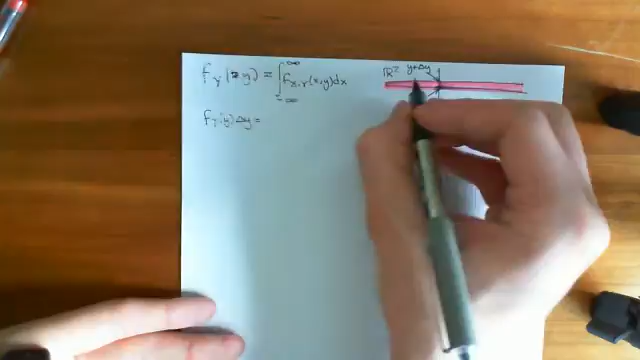 f_Y(y) = ∫_{-∞}^{∞} f_{X,Y}(x,y)dx
ℝ² y+Δy
f_Y(y)Δy =